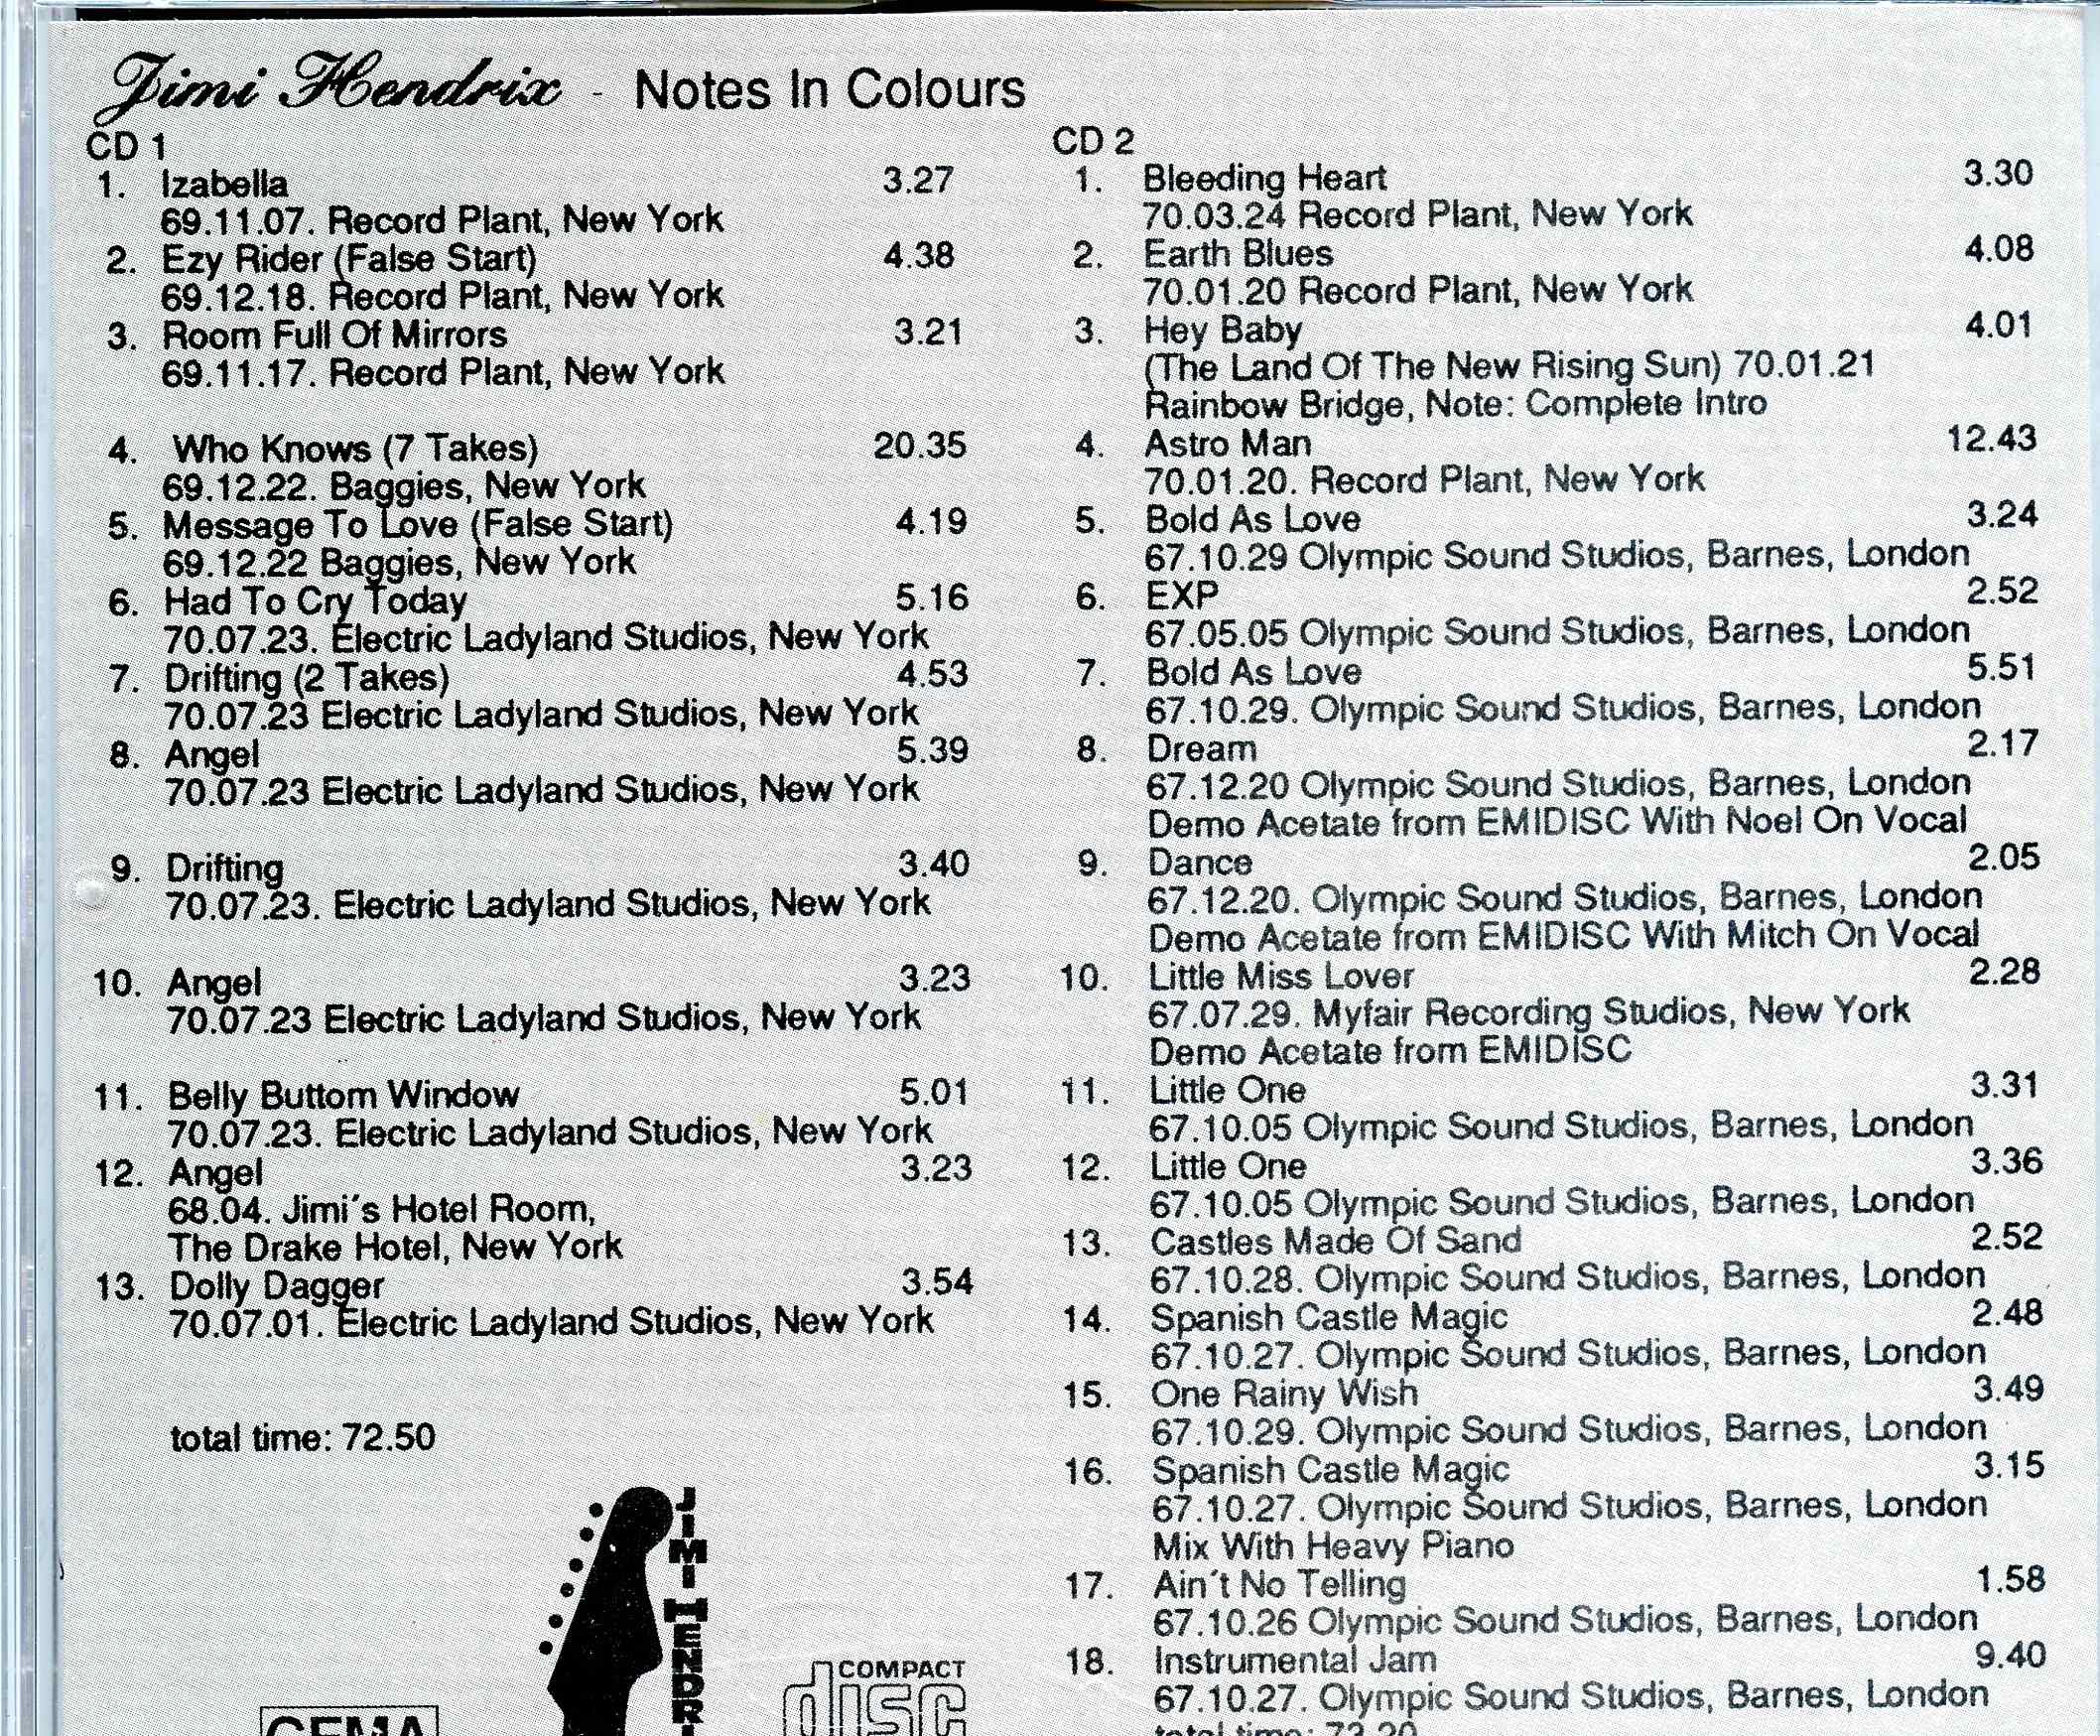 Jimi Hendrix - Notes In Colours
CD 1
1. Izabella 3.27
69.11.07. Record Plant, New York
2. Ezy Rider (False Start) 4.38
69.12.18. Record Plant, New York
3. Room Full Of Mirrors 3.21
69.11.17. Record Plant, New York
4. Who Knows (7 Takes) 20.35
69.12.22. Baggies, New York
5. Message To Love (False Start) 4.19
69.12.22 Baggies, New York
6. Had To Cry Today 5.16
70.07.23. Electric Ladyland Studios, New York
7. Drifting (2 Takes) 4.53
70.07.23 Electric Ladyland Studios, New York
8. Angel 5.39
70.07.23 Electric Ladyland Studios, New York
9. Drifting 3.40
70.07.23. Electric Ladyland Studios, New York
10. Angel 3.23
70.07.23 Electric Ladyland Studios, New York
11. Belly Buttom Window 5.01
70.07.23. Electric Ladyland Studios, New York
12. Angel 3.23
68.04. Jimi´s Hotel Room,
The Drake Hotel, New York
13. Dolly Dagger 3.54
70.07.01. Electric Ladyland Studios, New York
total time: 72.50
JIMI HENDRI
GEMA
COMPACT
disc
CD 2
1. Bleeding Heart 3.30
70.03.24 Record Plant, New York
2. Earth Blues 4.08
70.01.20 Record Plant, New York
3. Hey Baby 4.01
(The Land Of The New Rising Sun) 70.01.21
Rainbow Bridge, Note: Complete Intro
4. Astro Man 12.43
70.01.20. Record Plant, New York
5. Bold As Love 3.24
67.10.29 Olympic Sound Studios, Barnes, London
6. EXP 2.52
67.05.05 Olympic Sound Studios, Barnes, London
7. Bold As Love 5.51
67.10.29. Olympic Sound Studios, Barnes, London
8. Dream 2.17
67.12.20 Olympic Sound Studios, Barnes, London
Demo Acetate from EMIDISC With Noel On Vocal
9. Dance 2.05
67.12.20. Olympic Sound Studios, Barnes, London
Demo Acetate from EMIDISC With Mitch On Vocal
10. Little Miss Lover 2.28
67.07.29. Myfair Recording Studios, New York
Demo Acetate from EMIDISC
11. Little One 3.31
67.10.05 Olympic Sound Studios, Barnes, London
12. Little One 3.36
67.10.05 Olympic Sound Studios, Barnes, London
13. Castles Made Of Sand 2.52
67.10.28. Olympic Sound Studios, Barnes, London
14. Spanish Castle Magic 2.48
67.10.27. Olympic Sound Studios, Barnes, London
15. One Rainy Wish 3.49
67.10.29. Olympic Sound Studios, Barnes, London
16. Spanish Castle Magic 3.15
67.10.27. Olympic Sound Studios, Barnes, London
Mix With Heavy Piano
17. Ain´t No Telling 1.58
67.10.26 Olympic Sound Studios, Barnes, London
18. Instrumental Jam 9.40
67.10.27. Olympic Sound Studios, Barnes, London
total time: 73.20